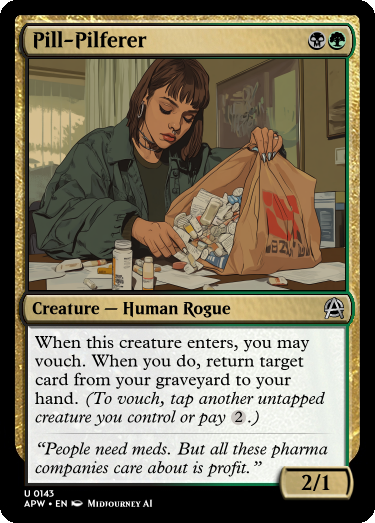 Pill-Pilferer
Creature — Human Rogue
When this creature enters, you may
vouch. When you do, return target
card from your graveyard to your
hand. (To vouch, tap another untapped
creature you control or pay 2.)
“People need meds. But all these pharma
companies care about is profit.”
2/1
U 0143
APW • EN Midjourney AI